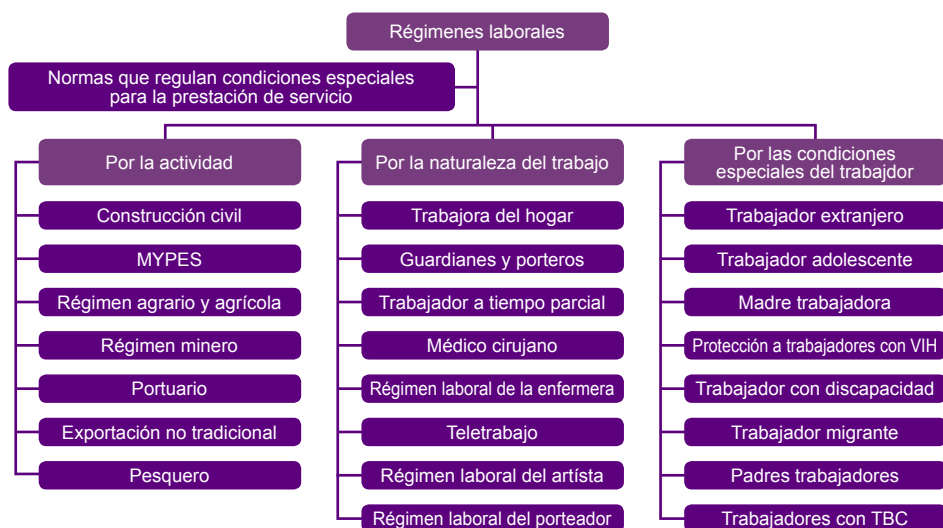 Régimenes laborales
Normas que regulan condiciones especiales
para la prestación de servicio
Por la actividad
Construcción civil
MYPES
Régimen agrario y agrícola
Régimen minero
Portuario
Exportación no tradicional
Pesquero
Por la naturaleza del trabajo
Trabajora del hogar
Guardianes y porteros
Trabajador a tiempo parcial
Médico cirujano
Régimen laboral de la enfermera
Teletrabajo
Régimen laboral del artísta
Régimen laboral del porteador
Por las condiciones
especiales del trabajdor
Trabajador extranjero
Trabajador adolescente
Madre trabajadora
Protección a trabajadores con VIH
Trabajador con discapacidad
Trabajador migrante
Padres trabajadores
Trabajadores con TBC